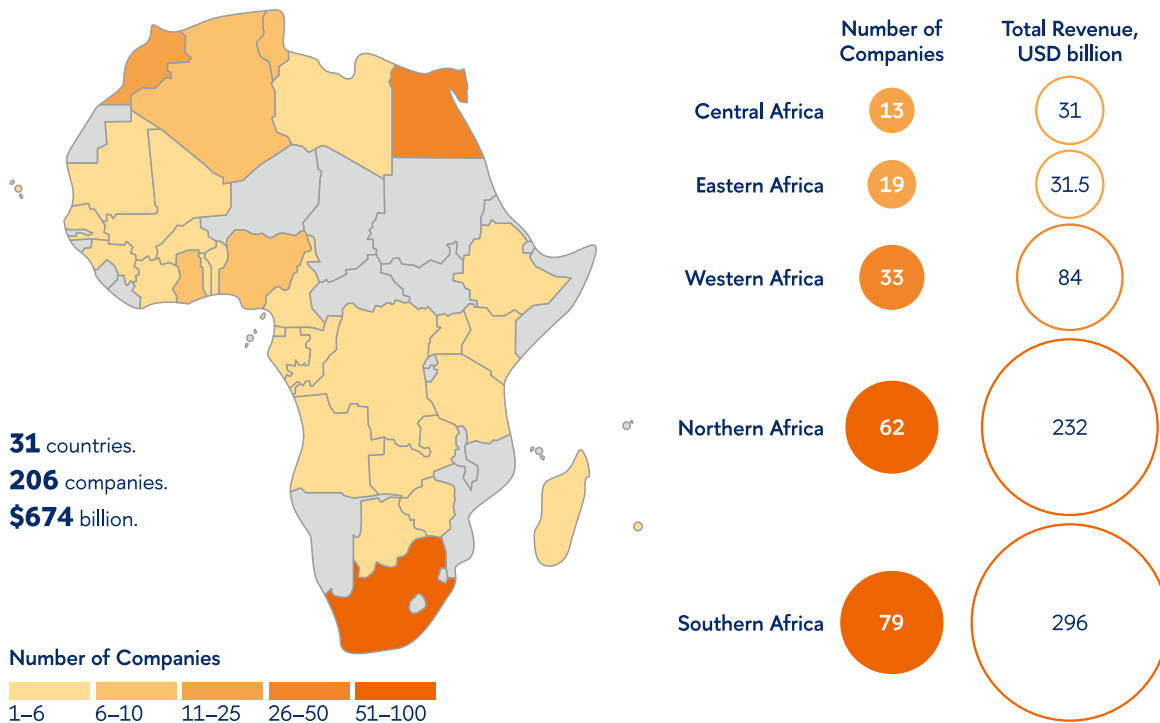 Number of Companies
Total Revenue, USD billion
Central Africa 13 31
Eastern Africa 19 31.5
Western Africa 33 84
Northern Africa 62 232
31 countries.
206 companies.
$674 billion.
Southern Africa 79 296
Number of Companies
1–6 6–10 11–25 26–50 51–100